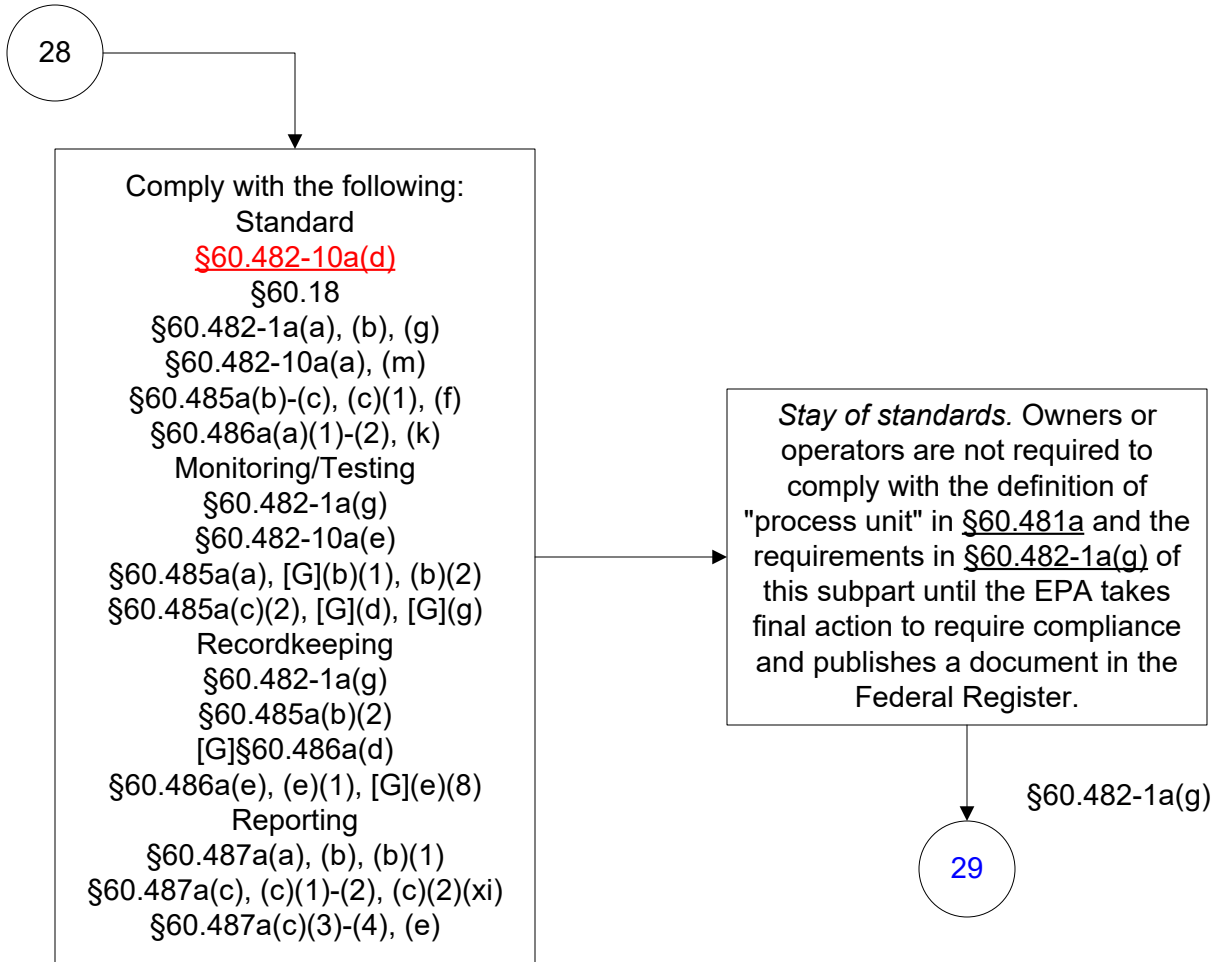 28
Comply with the following:
Standard
§60.482-10a(d)
§60.18
§60.482-1a(a), (b), (g)
§60.482-10a(a), (m)
§60.485a(b)-(c), (c)(1), (f)
§60.486a(a)(1)-(2), (k)
Monitoring/Testing
§60.482-1a(g)
§60.482-10a(e)
§60.485a(a), [G](b)(1), (b)(2)
§60.485a(c)(2), [G](d), [G](g)
Recordkeeping
§60.482-1a(g)
§60.485a(b)(2)
[G]§60.486a(d)
§60.486a(e), (e)(1), [G](e)(8)
Reporting
§60.487a(a), (b), (b)(1)
§60.487a(c), (c)(1)-(2), (c)(2)(xi)
§60.487a(c)(3)-(4), (e)
Stay of standards. Owners or
operators are not required to
comply with the definition of
"process unit" in §60.481a and the
requirements in §60.482-1a(g) of
this subpart until the EPA takes
final action to require compliance
and publishes a document in the
Federal Register.
§60.482-1a(g)
29